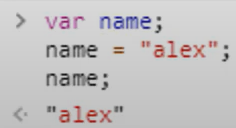 > var name;
name = "alex";
name;
<· "alex"